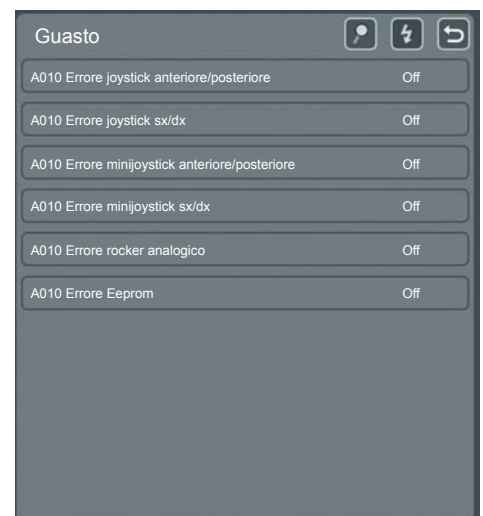 Guasto
A010 Errore joystick anteriore/posteriore Off
A010 Errore joystick sx/dx Off
A010 Errore minijoystick anteriore/posteriore Off
A010 Errore minijoystick sx/dx Off
A010 Errore rocker analogico Off
A010 Errore Eeprom Off